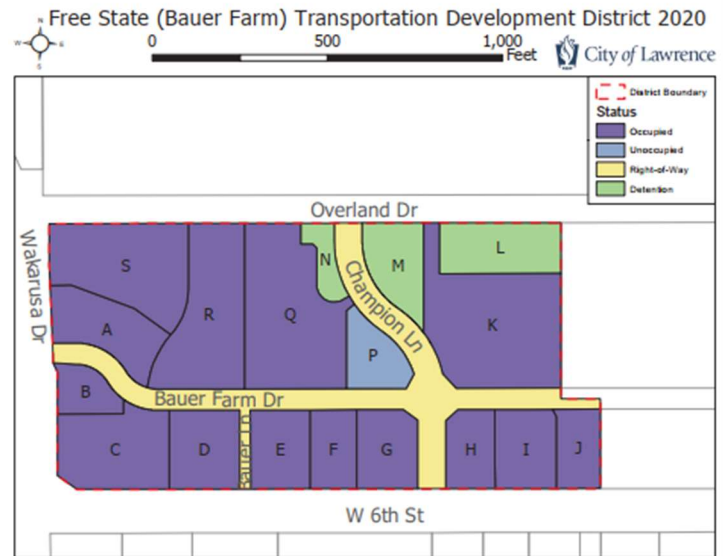 Free State (Bauer Farm) Transportation Development District 2020
0 500 1,000
Feet
City of Lawrence
W E
S
District Boundary
Status
Occupied
Unoccupied
Right-of-Way
Detention
Overland Dr
Wakarusa Dr
S
R
Q
N
Champion Ln
M
L
K
A
P
B
Bauer Farm Dr
C
D
Bauer Ln
E
F
G
H
I
J
W 6th St